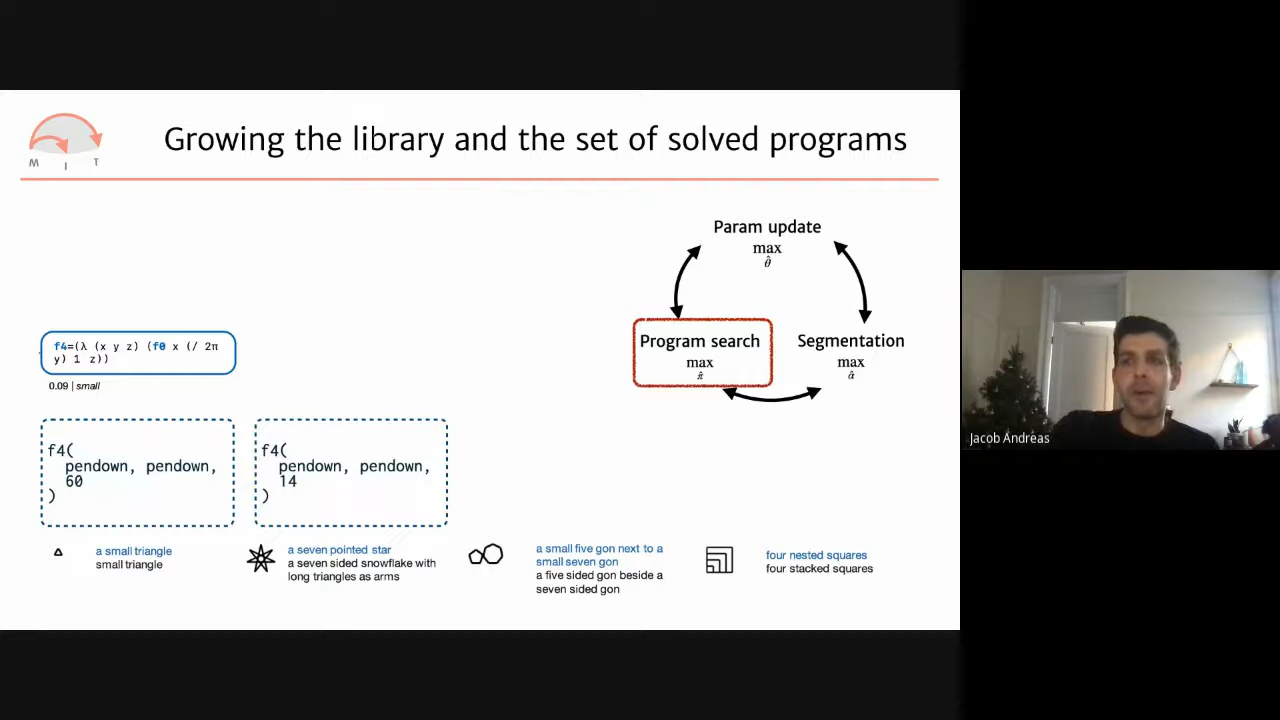 M I T
Growing the library and the set of solved programs
Param update
max
θ̂
Program search
max
π̂
Segmentation
max
α̂
f4=(λ (x y z) (f0 x (/ 2π
y) 1 z))
0.09 | small
f4(
pendown, pendown,
60
)
f4(
pendown, pendown,
14
)
a small triangle
small triangle
a seven pointed star
a seven sided snowflake with
long triangles as arms
a small five gon next to a
small seven gon
a five sided gon beside a
seven sided gon
four nested squares
four stacked squares
Jacob Andreas